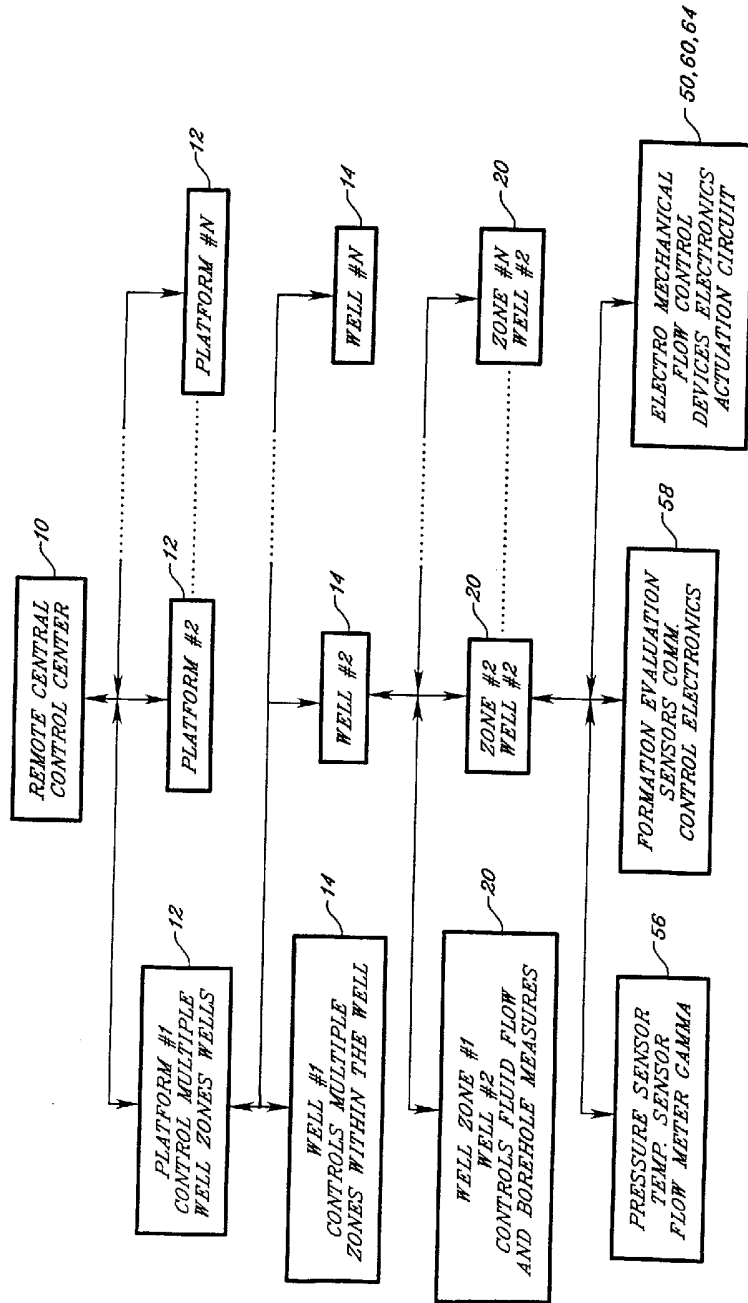 REMOTE CENTRAL
CONTROL CENTER
10
PLATFORM #1
CONTROL MULTIPLE
WELL ZONES WELLS
12
PLATFORM #2
12
PLATFORM #N
12
WELL #1
CONTROLS MULTIPLE
ZONES WITHIN THE WELL
14
WELL #2
14
WELL #N
14
WELL ZONE #1
WELL #2
CONTROLS FLUID FLOW
AND BOREHOLE MEASURES
20
ZONE #2
WELL #2
20
ZONE #N
WELL #2
20
PRESSURE SENSOR
TEMP. SENSOR
FLOW METER GAMMA
56
FORMATION EVALUATION
SENSORS COMM.
CONTROL ELECTRONICS
58
ELECTRO MECHANICAL
FLOW CONTROL
DEVICES ELECTRONICS
ACTUATION CIRCUIT
50,60,64